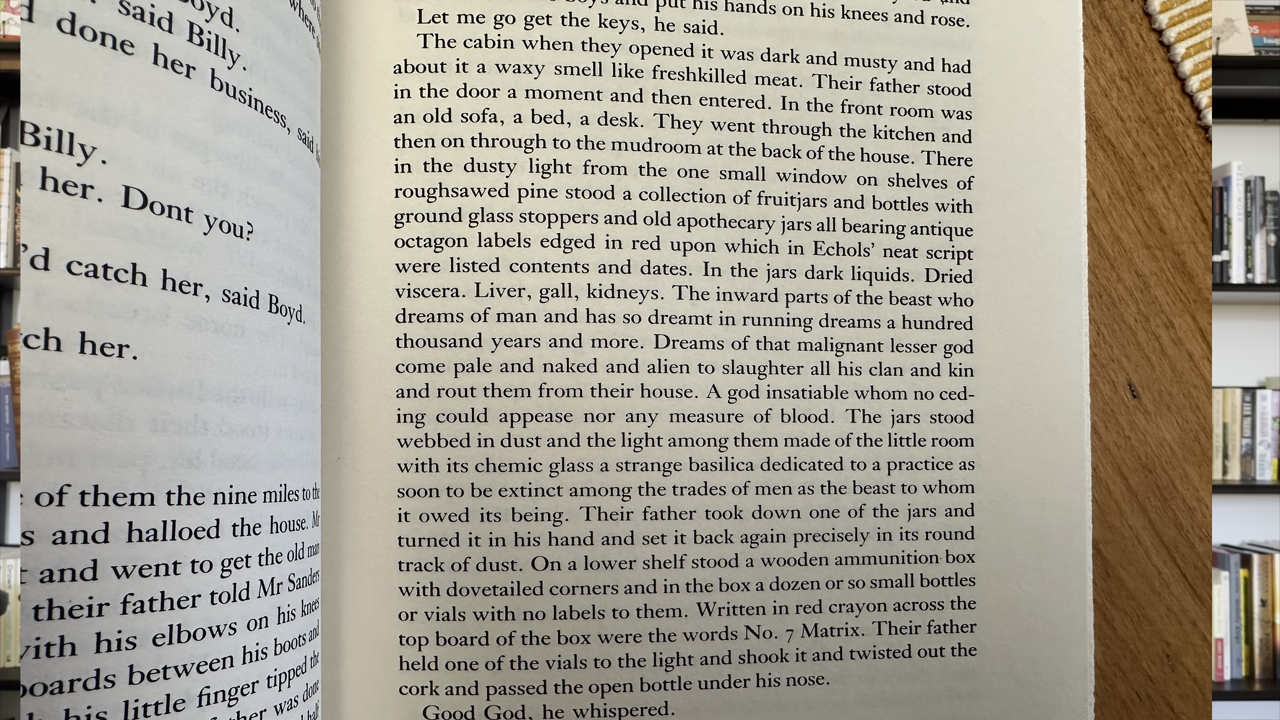 Boyd.
said Billy.
done her business, said
Billy.
her. Dont you?
'd catch her, said Boyd.
ch her.
of them the nine miles to the
s and halloed the house. Mr
and went to get the old man
their father told Mr Sanders
with his elbows on his knees
boards between his boots and
his little finger tipped the
was done
put his hands on his knees and rose.
Let me go get the keys, he said.
The cabin when they opened it was dark and musty and had
about it a waxy smell like freshkilled meat. Their father stood
in the door a moment and then entered. In the front room was
an old sofa, a bed, a desk. They went through the kitchen and
then on through to the mudroom at the back of the house. There
in the dusty light from the one small window on shelves of
roughsawed pine stood a collection of fruitjars and bottles with
ground glass stoppers and old apothecary jars all bearing antique
octagon labels edged in red upon which in Echols' neat script
were listed contents and dates. In the jars dark liquids. Dried
viscera. Liver, gall, kidneys. The inward parts of the beast who
dreams of man and has so dreamt in running dreams a hundred
thousand years and more. Dreams of that malignant lesser god
come pale and naked and alien to slaughter all his clan and kin
and rout them from their house. A god insatiable whom no ced-
ing could appease nor any measure of blood. The jars stood
webbed in dust and the light among them made of the little room
with its chemic glass a strange basilica dedicated to a practice as
soon to be extinct among the trades of men as the beast to whom
it owed its being. Their father took down one of the jars and
turned it in his hand and set it back again precisely in its round
track of dust. On a lower shelf stood a wooden ammunition box
with dovetailed corners and in the box a dozen or so small bottles
or vials with no labels to them. Written in red crayon across the
top board of the box were the words No. 7 Matrix. Their father
held one of the vials to the light and shook it and twisted out the
cork and passed the open bottle under his nose.
Good God, he whispered.